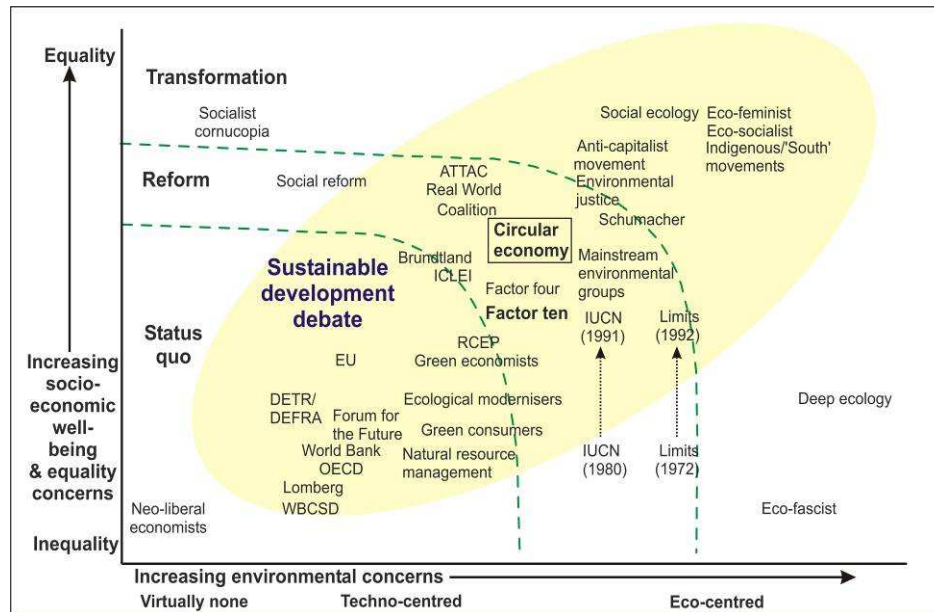 Equality
Transformation
Socialist
cornucopia
Social ecology
Eco-feminist
Eco-socialist
Indigenous/'South'
movements
Anti-capitalist
movement
Environmental
justice
Reform
Social reform
ATTAC
Real World
Coalition
Schumacher
Circular
economy
Brundtland
ICLEI
Mainstream
environmental
groups
Sustainable
development
debate
Factor four
Factor ten
IUCN
(1991)
Limits
(1992)
Status
quo
RCEP
EU
Green economists
Increasing
socio-
economic
well-
being
& equality
concerns
DETR/
DEFRA
Ecological modernisers
Deep ecology
Forum for
the Future
Green consumers
World Bank
OECD
Natural resource
management
IUCN
(1980)
Limits
(1972)
Lomberg
WBCSD
Neo-liberal
economists
Eco-fascist
Inequality
Increasing environmental concerns
Virtually none
Techno-centred
Eco-centred